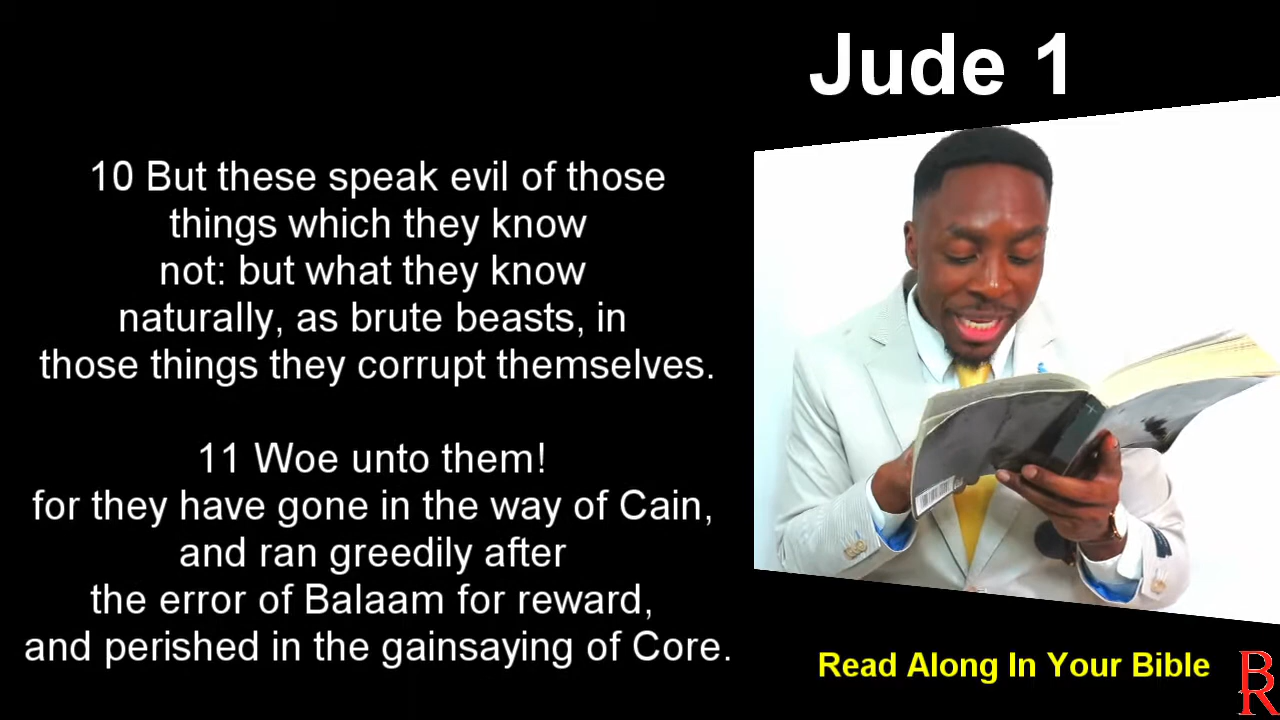 Jude 1
10 But these speak evil of those
things which they know
not: but what they know
naturally, as brute beasts, in
those things they corrupt themselves.
11 Woe unto them!
for they have gone in the way of Cain,
and ran greedily after
the error of Balaam for reward,
and perished in the gainsaying of Core.
Read Along In Your Bible
BR